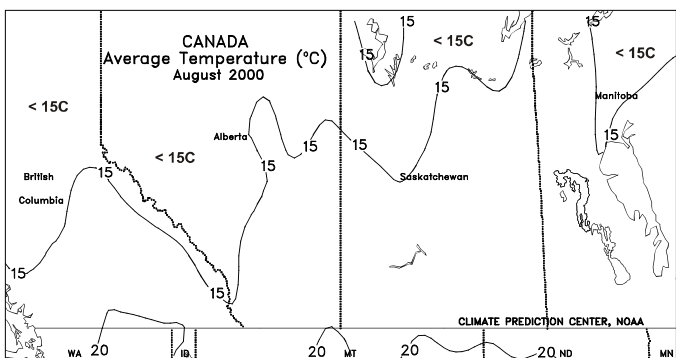 15 15
CANADA
< 15C
< 15C
Average Temperature (°C)
15
August 2000
15
Manitoba
< 15C
Alberta
15
15
15
< 15C
15
15
British
15
Saskatchewan
Columbia
15
15
CLIMATE PREDICTION CENTER, NOAA
WA 20 ID 20 MT 20 20 ND MN